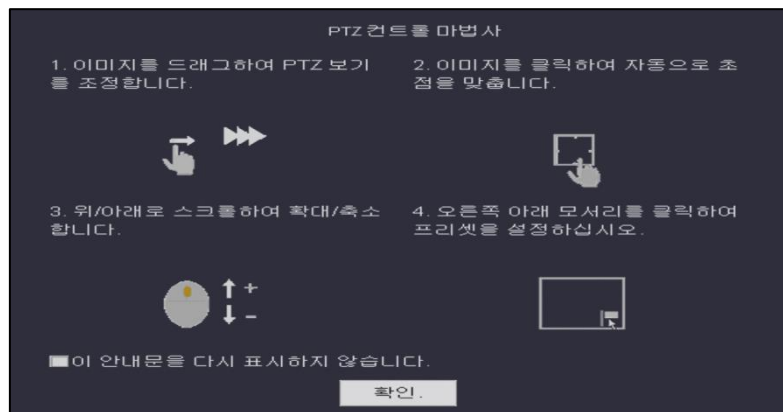 PTZ 컨트롤 마법사
1. 이미지를 드래그하여 PTZ 보기
를 조정합니다.
2. 이미지를 클릭하여 자동으로 초
점을 맞춥니다.
3. 위/아래로 스크롤하여 확대/축소
합니다.
4. 오른쪽 아래 모서리를 클릭하여
프리셋을 설정하십시오.
이 안내문을 다시 표시하지 않습니다.
확인.